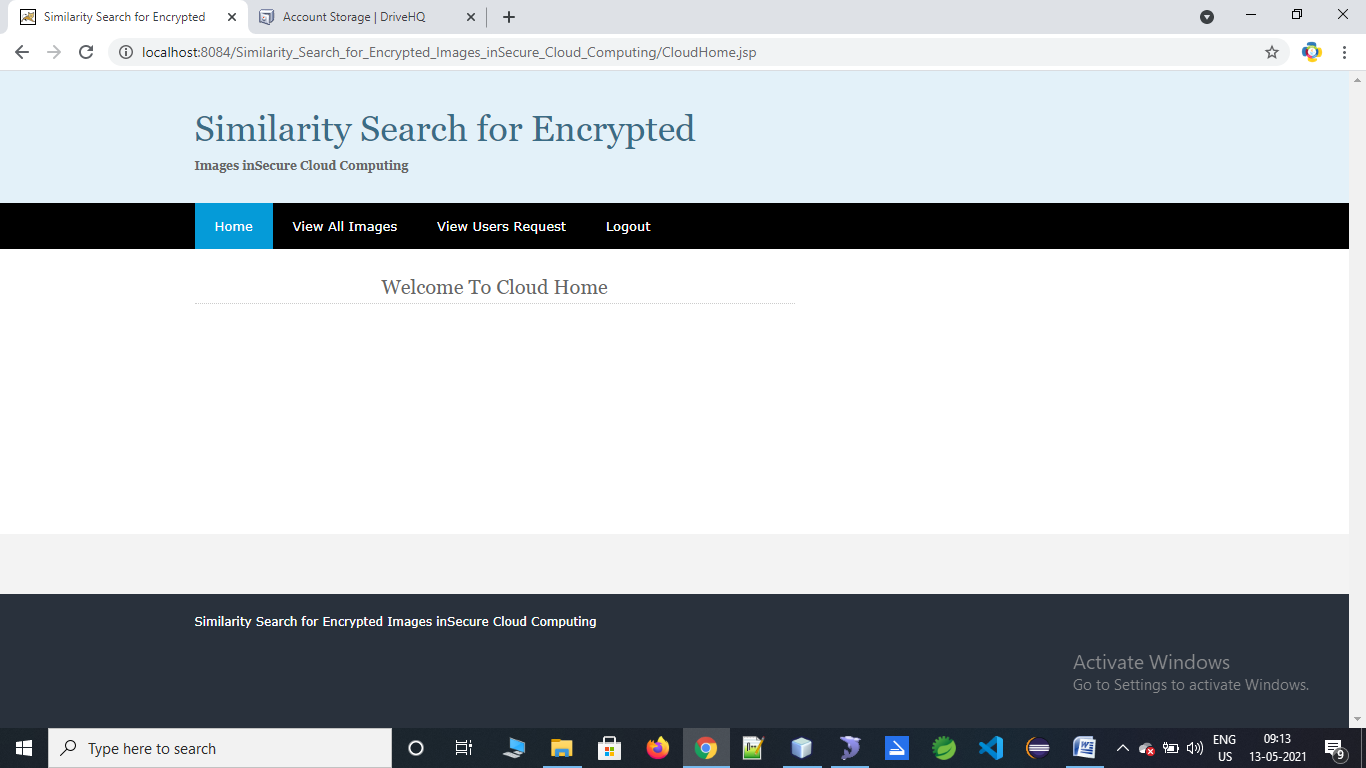 Similarity Search for Encrypted
Account Storage | DriveHQ
localhost:8084/Similarity_Search_for_Encrypted_Images_inSecure_Cloud_Computing/CloudHome.jsp
Similarity Search for Encrypted
Images inSecure Cloud Computing
Home View All Images View Users Request Logout
Welcome To Cloud Home
Similarity Search for Encrypted Images inSecure Cloud Computing
Activate Windows
Go to Settings to activate Windows.
Type here to search
ENG
US
09:13
13-05-2021
9